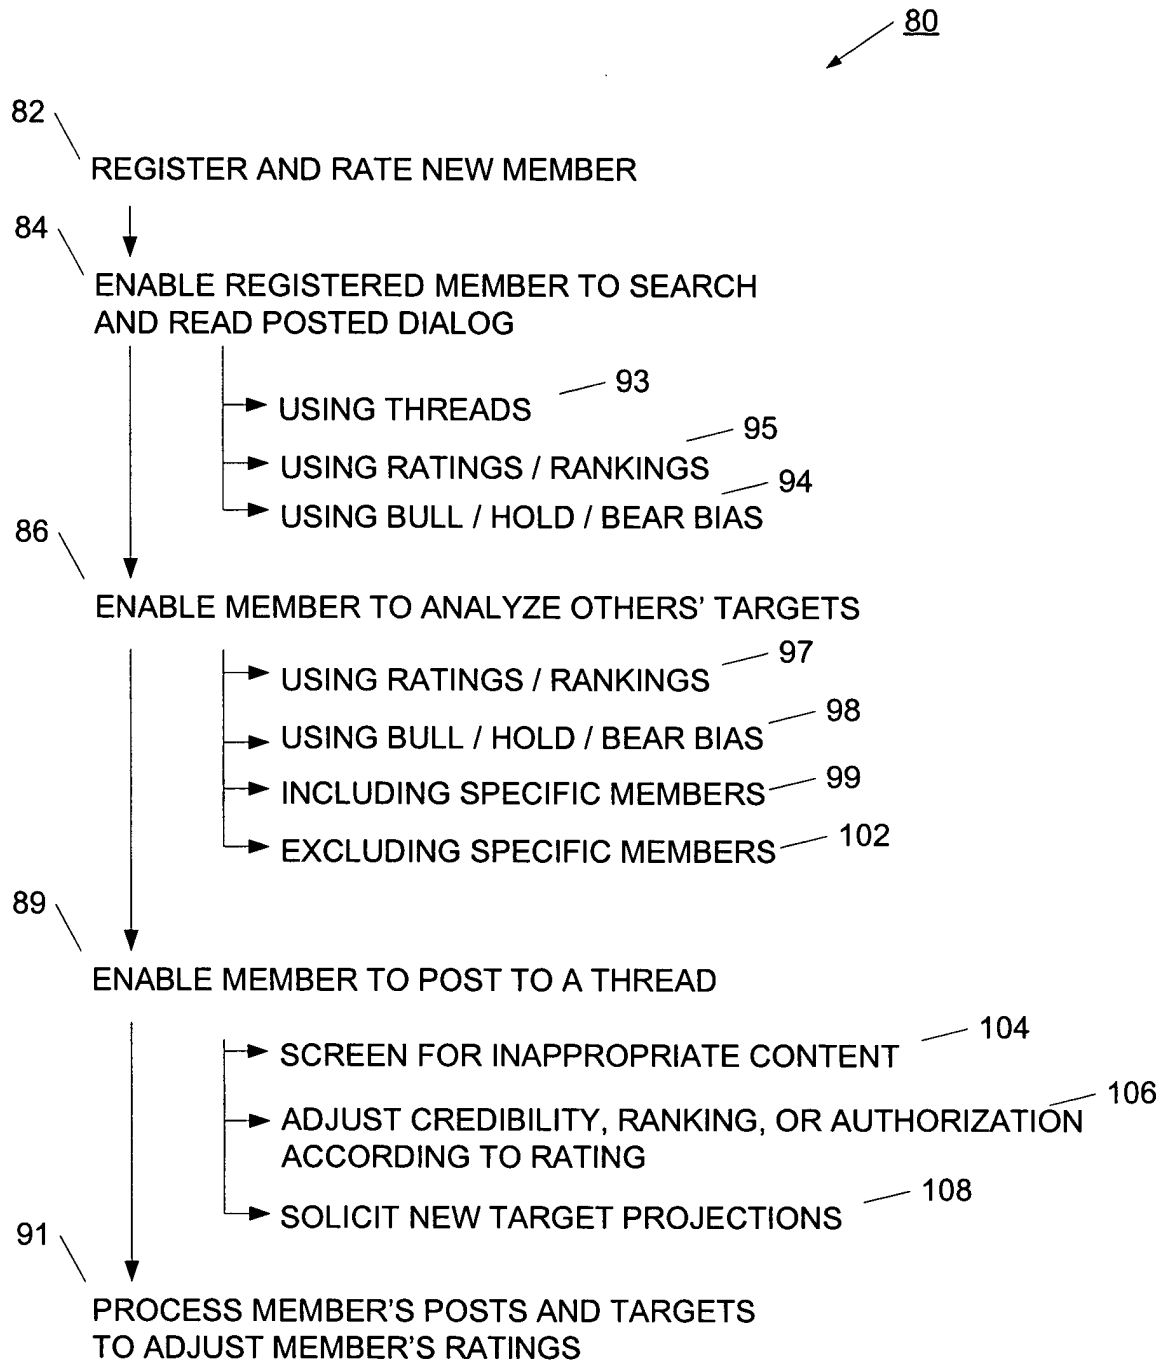 80
82
REGISTER AND RATE NEW MEMBER
84
ENABLE REGISTERED MEMBER TO SEARCH
AND READ POSTED DIALOG
93
USING THREADS
95
USING RATINGS / RANKINGS
94
USING BULL / HOLD / BEAR BIAS
86
ENABLE MEMBER TO ANALYZE OTHERS' TARGETS
97
USING RATINGS / RANKINGS
98
USING BULL / HOLD / BEAR BIAS
99
INCLUDING SPECIFIC MEMBERS
102
EXCLUDING SPECIFIC MEMBERS
89
ENABLE MEMBER TO POST TO A THREAD
104
SCREEN FOR INAPPROPRIATE CONTENT
106
ADJUST CREDIBILITY, RANKING, OR AUTHORIZATION
ACCORDING TO RATING
108
SOLICIT NEW TARGET PROJECTIONS
91
PROCESS MEMBER'S POSTS AND TARGETS
TO ADJUST MEMBER'S RATINGS